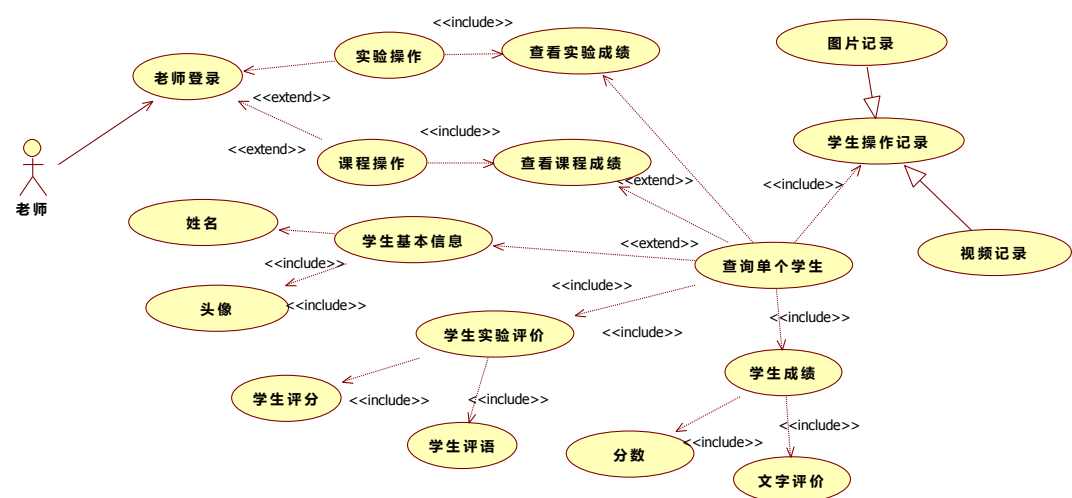 <<include>>
实验操作
查看实验成绩
图片记录
老师登录
<<extend>>
<<include>>
学生操作记录
<<extend>>
课程操作
查看课程成绩
<<extend>>
<<include>>
老师
姓名
学生基本信息
<<extend>>
视频记录
<<include>>
查询单个学生
头像
<<include>>
<<include>>
学生实验评价
<<include>>
学生成绩
学生评分
<<include>>
<<include>>
<<include>>
学生评语
<<include>>
分数
文字评价